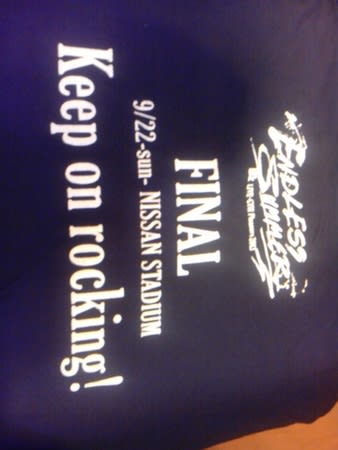 ENDLESS
SUMMER
FINAL
9/22-sun- NISSAN STADIUM
Keep on rocking!